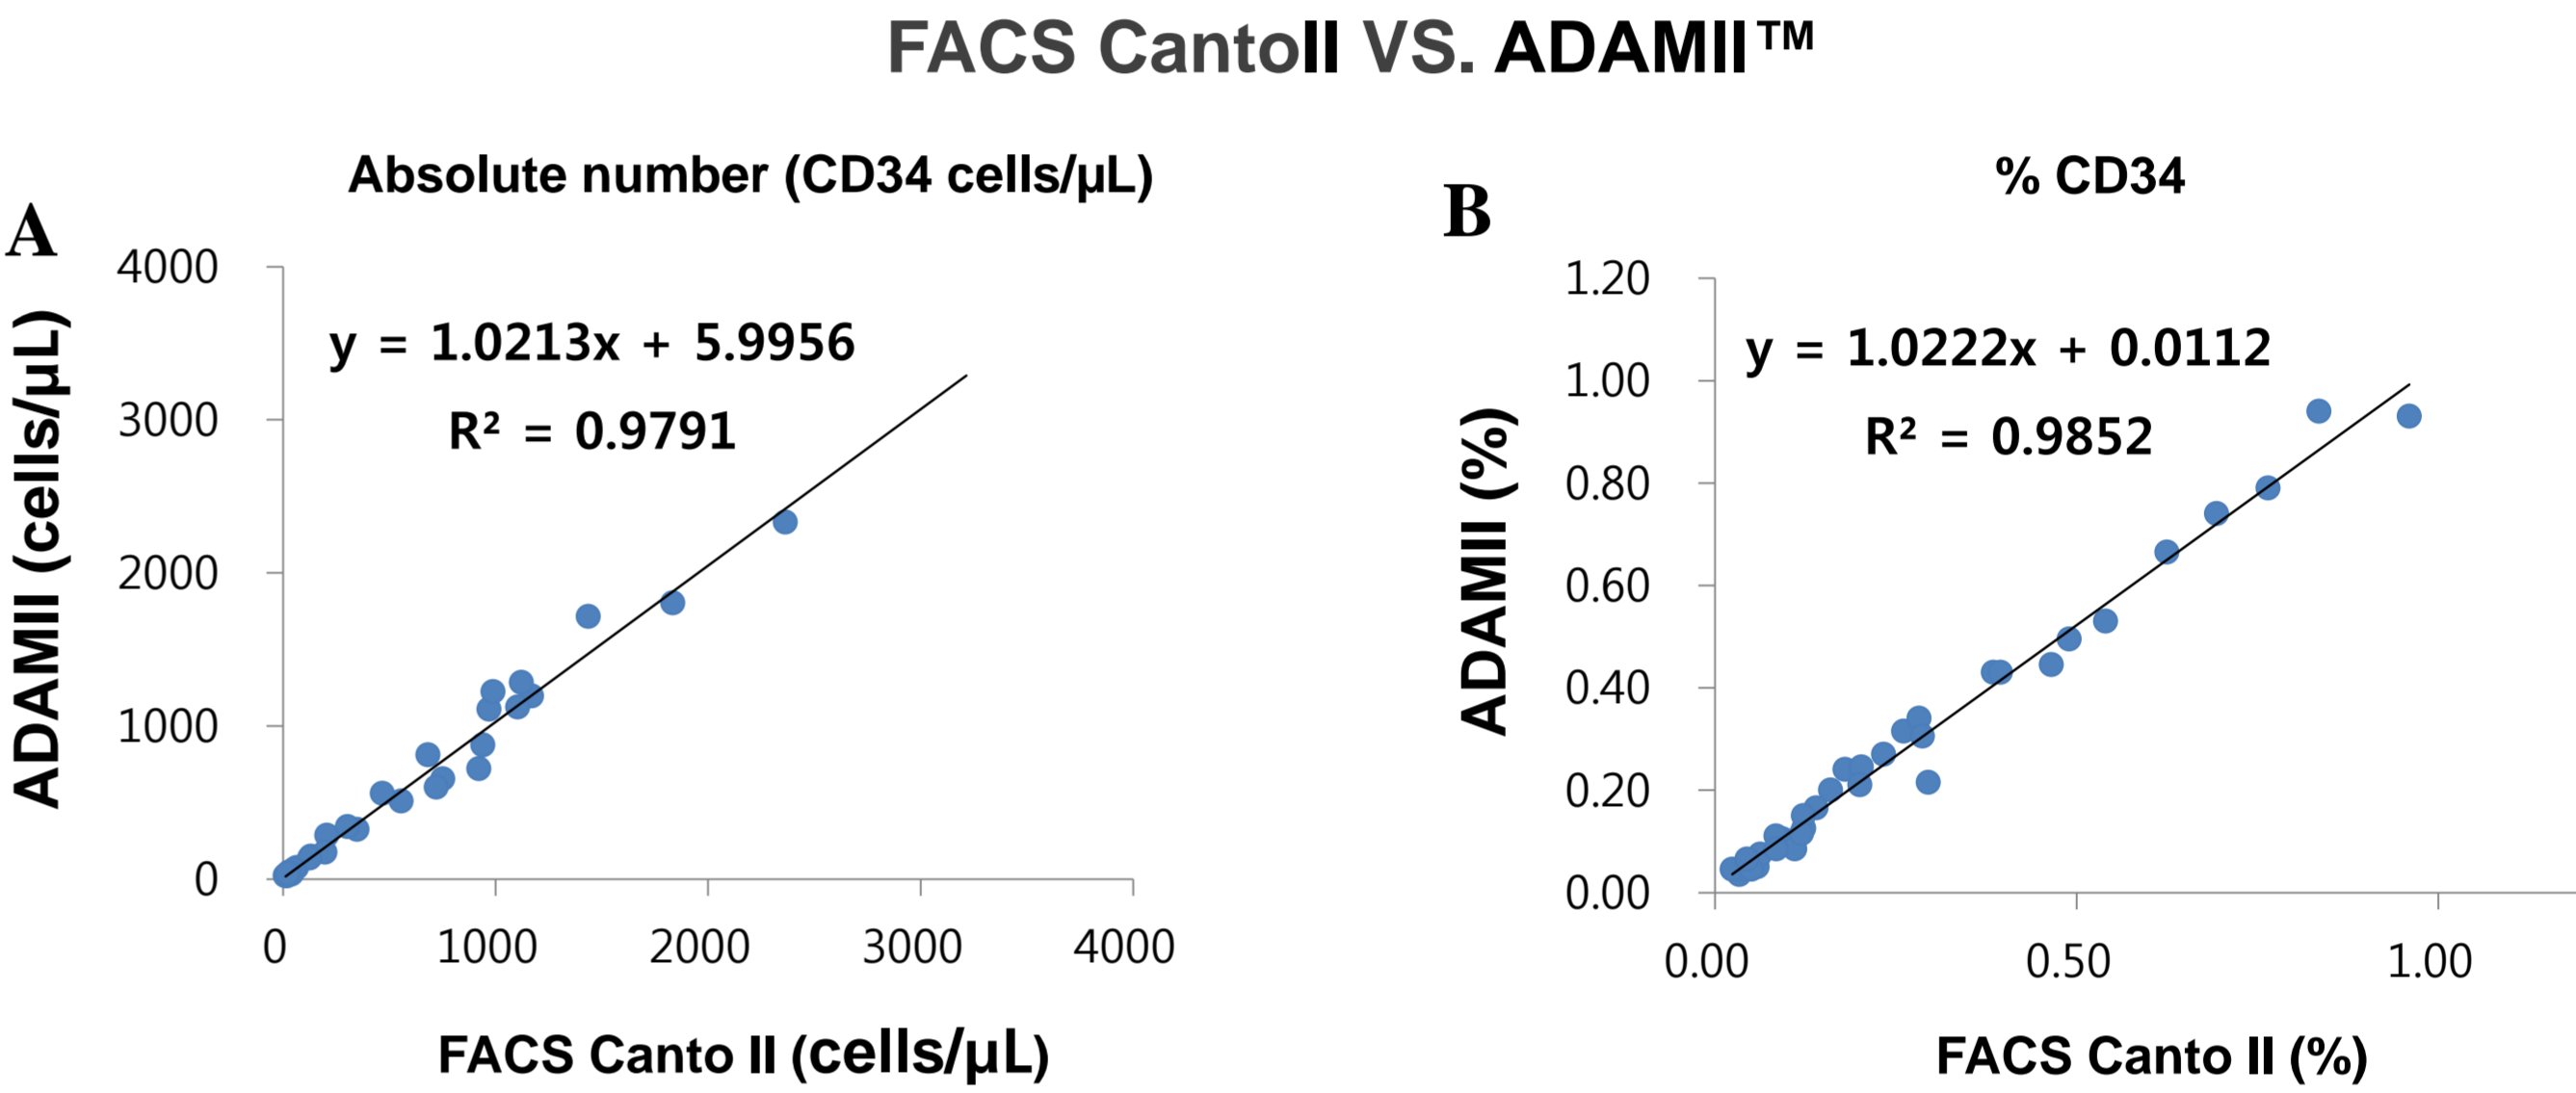 FACS CantoII VS. ADAMII™
Absolute number (CD34 cells/µL)
A
ADAMII (cells/µL)
4000
3000
2000
1000
0
y = 1.0213x + 5.9956
R² = 0.9791
0 1000 2000 3000 4000
FACS Canto II (cells/µL)
% CD34
B
ADAMII (%)
1.20
1.00
0.80
0.60
0.40
0.20
0.00
y = 1.0222x + 0.0112
R² = 0.9852
0.00 0.50 1.00
FACS Canto II (%)